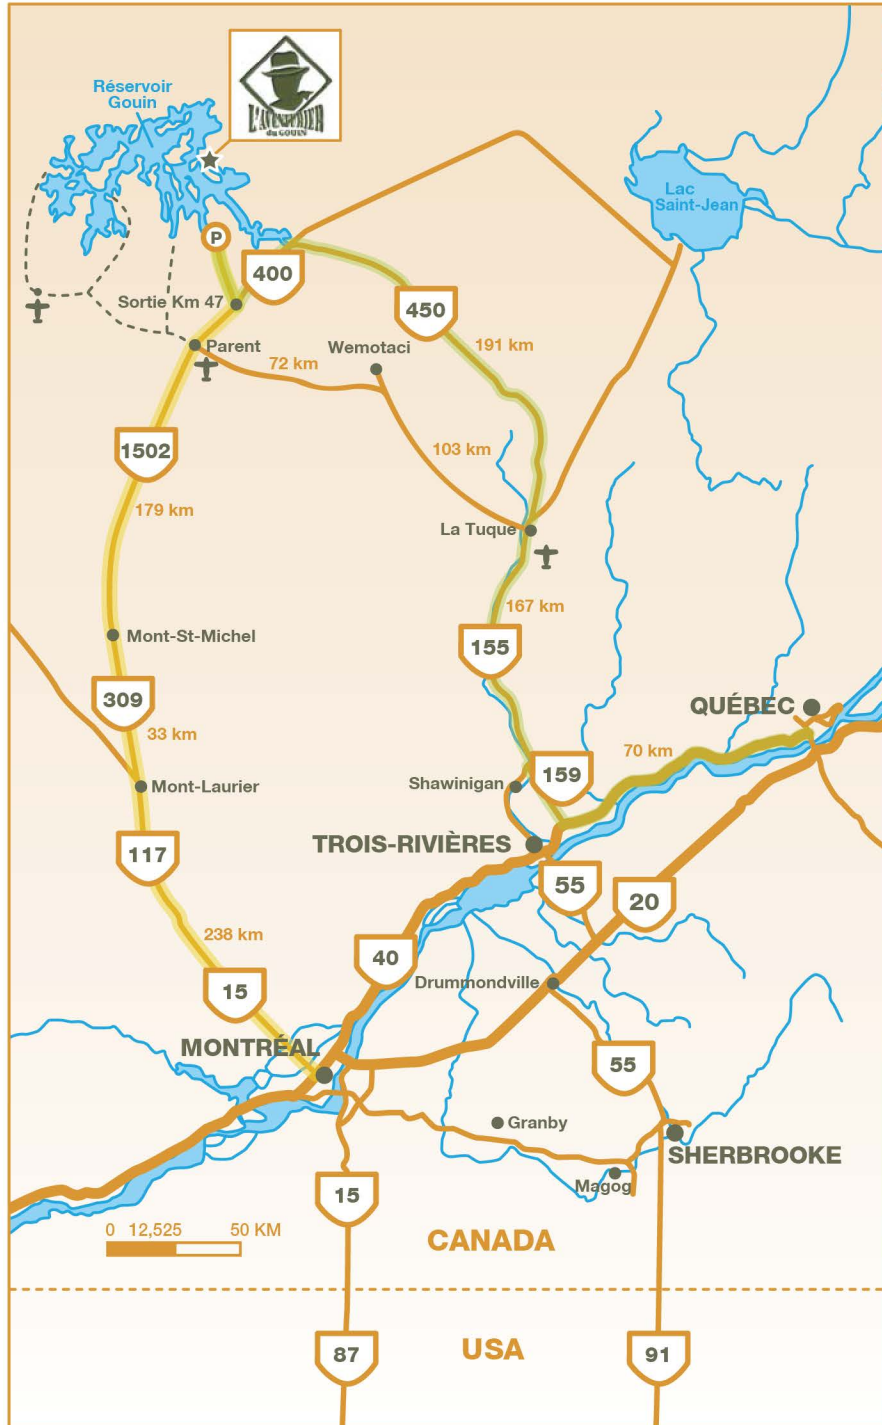 Réservoir
Gouin
L'AVENTURIER
du GOUIN
Lac
Saint-Jean
P
400
Sortie Km 47
450
Parent
Wemotaci
191 km
72 km
1502
103 km
179 km
La Tuque
167 km
Mont-St-Michel
155
309
QUÉBEC
33 km
70 km
Mont-Laurier
Shawinigan
159
117
TROIS-RIVIÈRES
55
20
238 km
40
15
Drummondville
MONTRÉAL
55
Granby
SHERBROOKE
Magog
15
0 12,525 50 KM
CANADA
USA
87
91